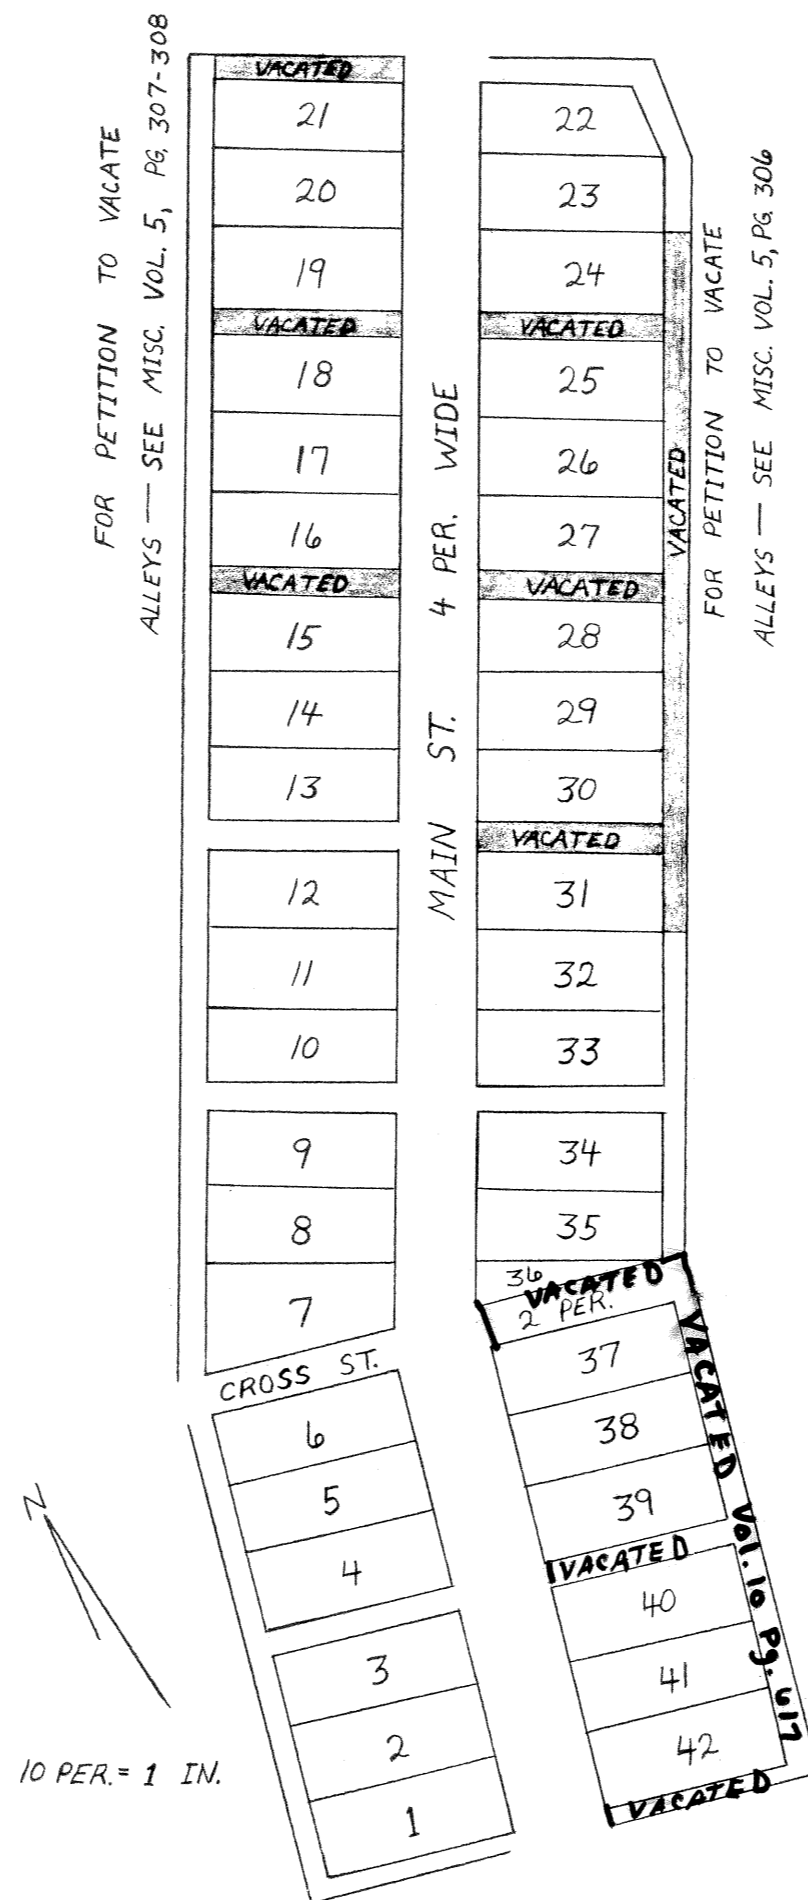 FOR PETITION TO VACATE
ALLEYS — SEE MISC. VOL. 5, PG, 307-308
VACATED
21
20
19
VACATED
18
17
16
VACATED
15
14
13
12
11
10
9
8
7
CROSS ST.
6
5
4
3
2
1
MAIN ST. 4 PER. WIDE
22
23
24
VACATED
25
26
27
VACATED
28
29
30
VACATED
31
32
33
34
35
36
VACATED
2 PER.
37
38
39
VACATED
40
41
42
VACATED
VACATED
VACATED Vol. 10 Pg. 617
FOR PETITION TO VACATE
ALLEYS — SEE MISC. VOL. 5, PG. 306
N
10 PER. = 1 IN.